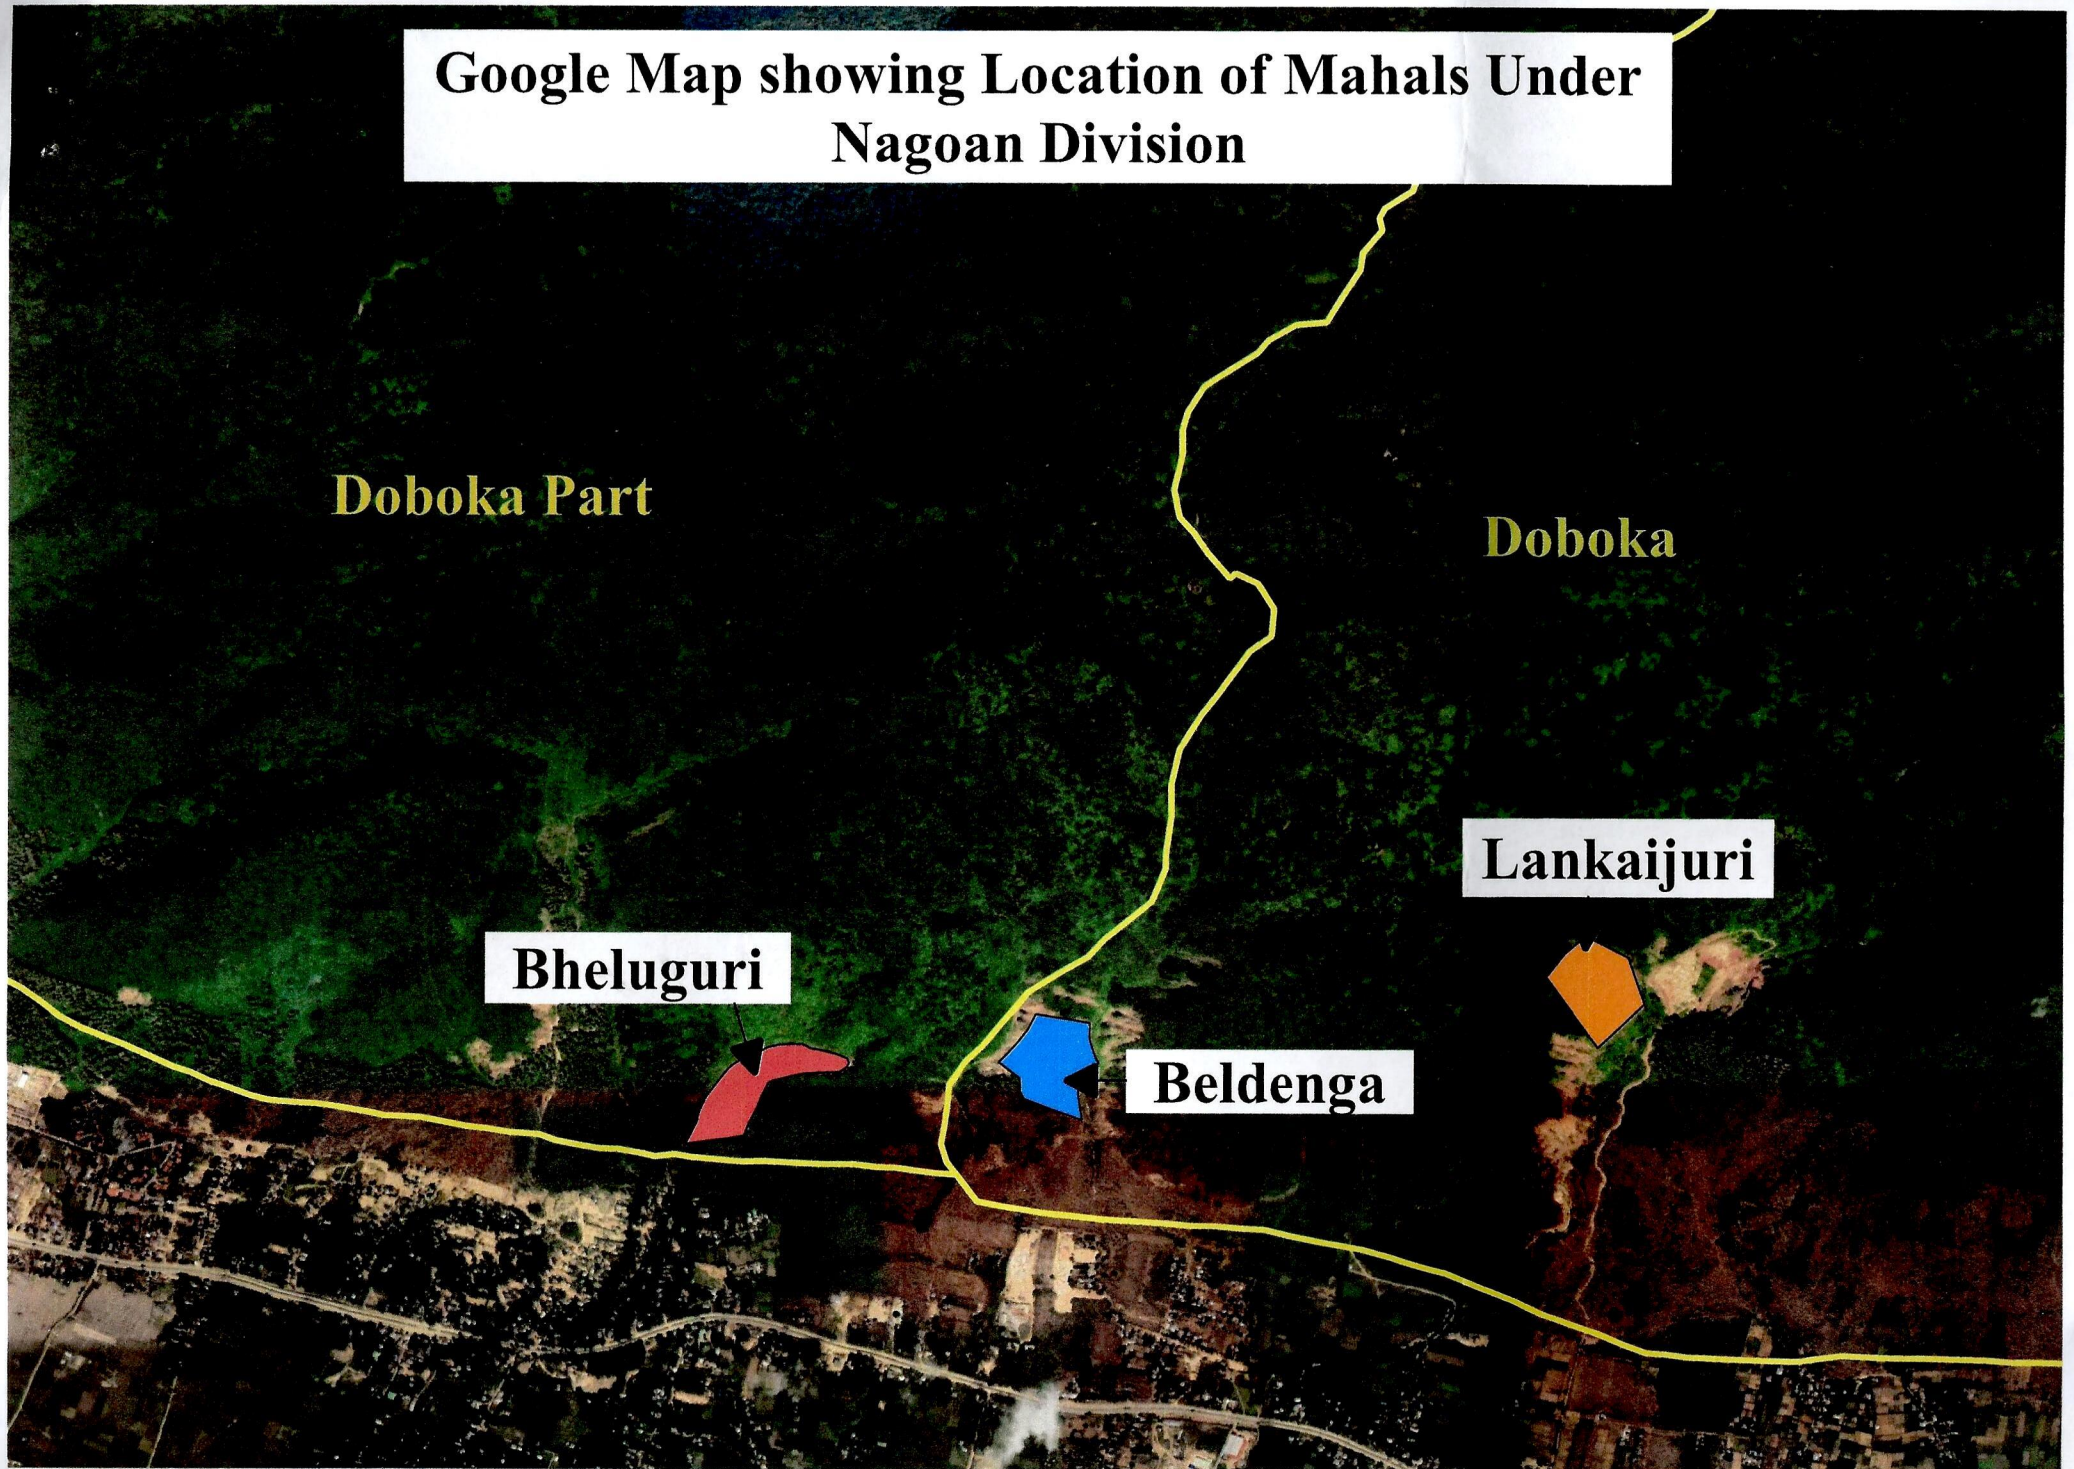 Google Map showing Location of Mahals Under
Nagoan Division
Doboka Part
Doboka
Lankaijuri
Bheluguri
Beldenga